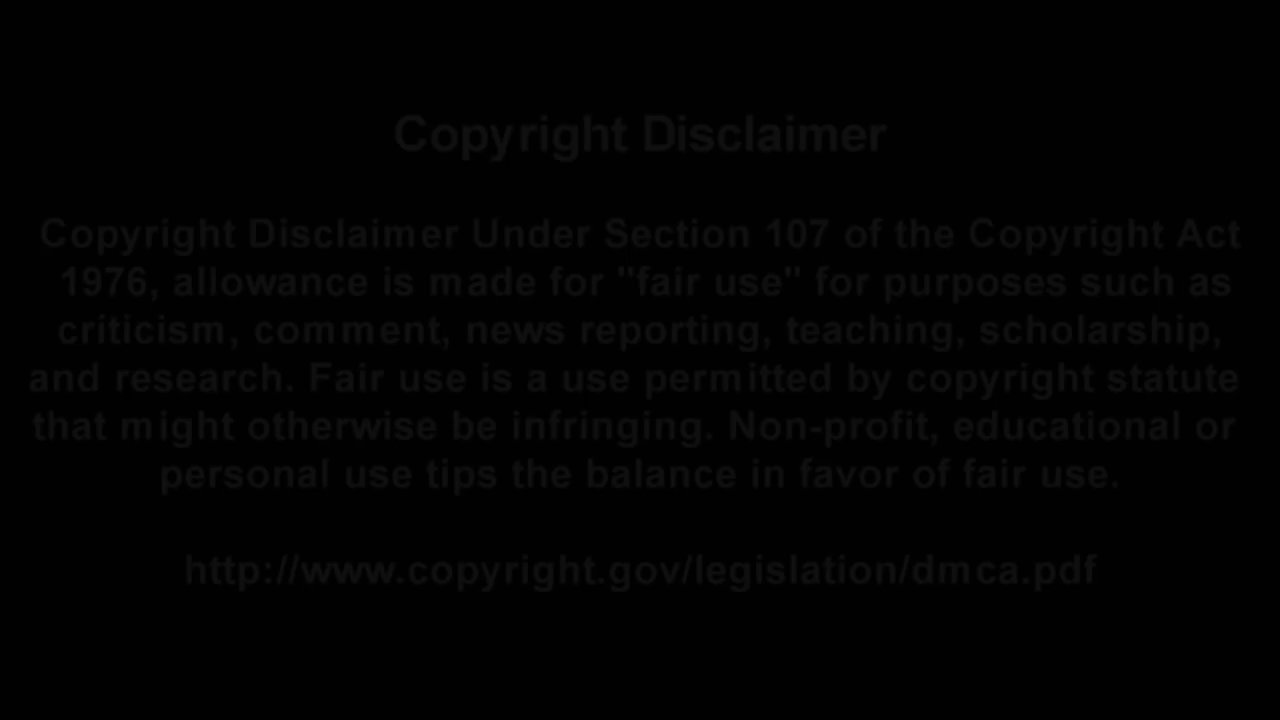 Copyright Disclaimer
Copyright Disclaimer Under Section 107 of the Copyright Act
1976, allowance is made for "fair use" for purposes such as
criticism, comment, news reporting, teaching, scholarship,
and research. Fair use is a use permitted by copyright statute
that might otherwise be infringing. Non-profit, educational or
personal use tips the balance in favor of fair use.
http://www.copyright.gov/legislation/dmca.pdf